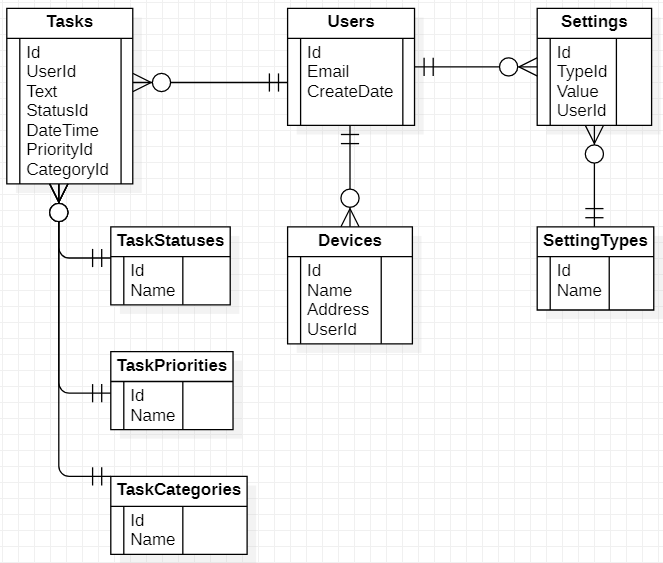 Tasks
Id
UserId
Text
StatusId
DateTime
PriorityId
CategoryId
Users
Id
Email
CreateDate
Settings
Id
TypeId
Value
UserId
TaskStatuses
Id
Name
Devices
Id
Name
Address
UserId
SettingTypes
Id
Name
TaskPriorities
Id
Name
TaskCategories
Id
Name